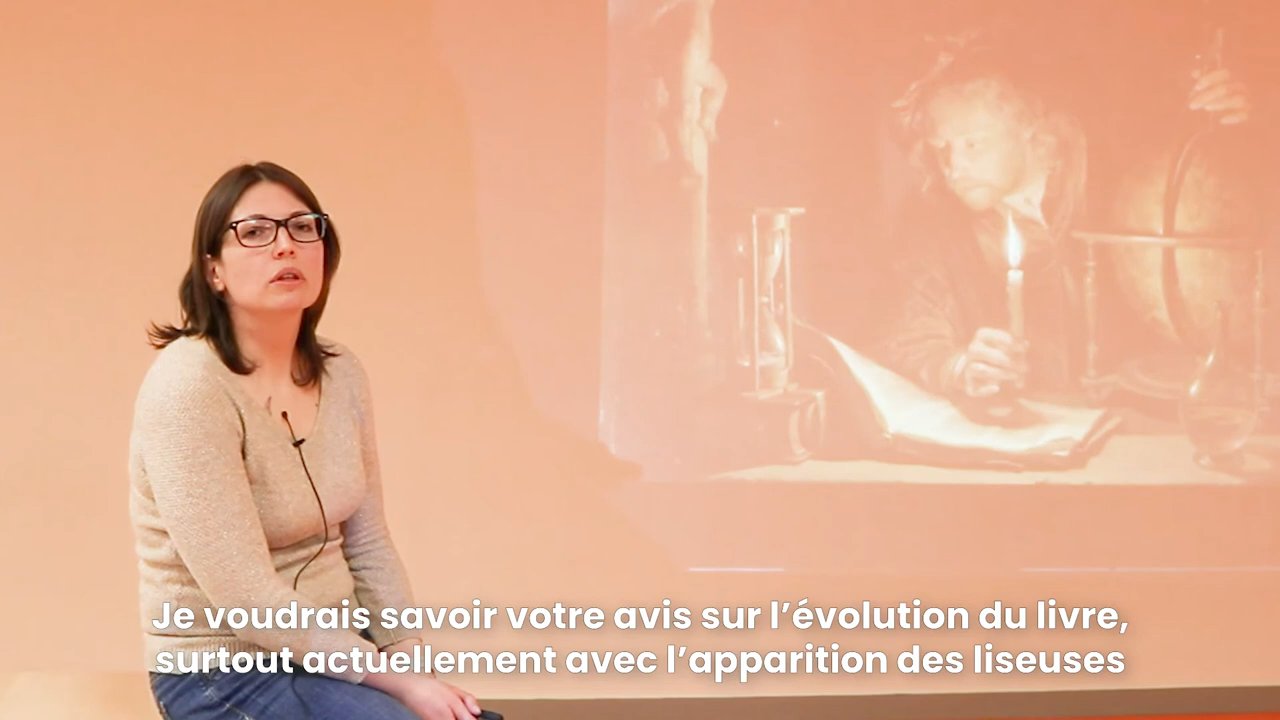 Je voudrais savoir votre avis sur l’évolution du livre,
surtout actuellement avec l’apparition des liseuses